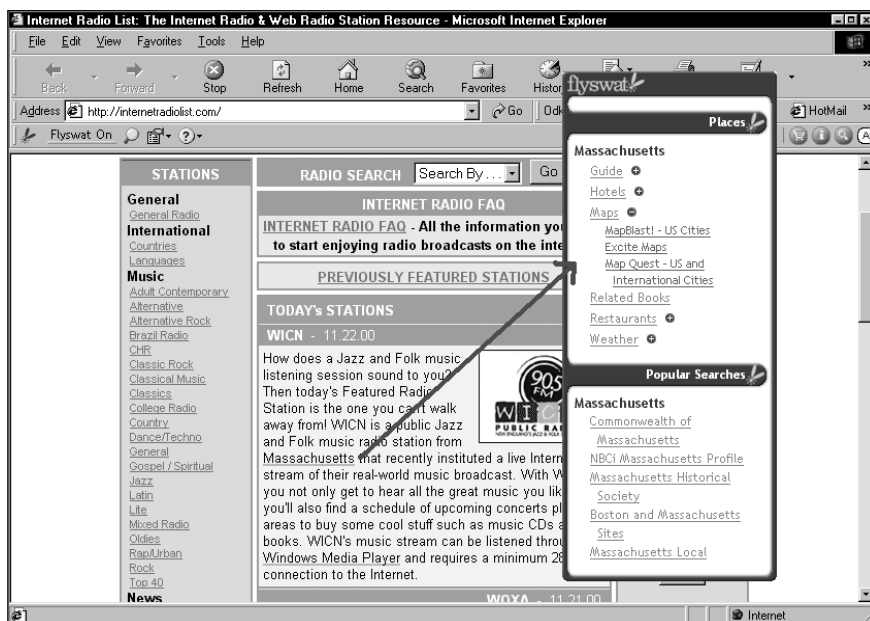 Internet Radio List: The Internet Radio & Web Radio Station Resource - Microsoft Internet Explorer
File Edit View Favorites Tools Help
Back Forward Stop Refresh Home Search Favorites
Address http://internetradiolist.com/ Go HotMail
Flyswat On
STATIONS
General
General Radio
International
Countries
Languages
Music
Adult Contemporary
Alternative
Alternative Rock
Brazil Radio
CHR
Classic Rock
Classical Music
Classics
College Radio
Country
Dance/Techno
General
Gospel / Spiritual
Jazz
Latin
Lite
Mixed Radio
Oldies
Rap/Urban
Rock
Top 40
News
RADIO SEARCH Search By . . . Go
INTERNET RADIO FAQ
INTERNET RADIO FAQ - All the information you
to start enjoying radio broadcasts on the inte
PREVIOUSLY FEATURED STATIONS
TODAY's STATIONS
WICN - 11.22.00
How does a Jazz and Folk music
listening session sound to you?
Then today's Featured Radio
Station is the one you can't walk
away from! WICN is a public Jazz
and Folk music radio station from
Massachusetts that recently instituted a live Intern
stream of their real-world music broadcast. With W
you not only get to hear all the great music you lik
you'll also find a schedule of upcoming concerts pl
areas to buy some cool stuff such as music CDs a
books. WICN's music stream can be listened throu
Windows Media Player and requires a minimum 28
connection to the Internet.
90.5
FM
WICN
PUBLIC RA
WOXA - 11.21.00
flyswat
Places
Massachusetts
Guide
Hotels
Maps
MapBlast! - US Cities
Excite Maps
Map Quest - US and
International Cities
Related Books
Restaurants
Weather
Popular Searches
Massachusetts
Commonwealth of
Massachusetts
NBCi Massachusetts Profile
Massachusetts Historical
Society
Boston and Massachusetts
Sites
Massachusetts Local
Internet